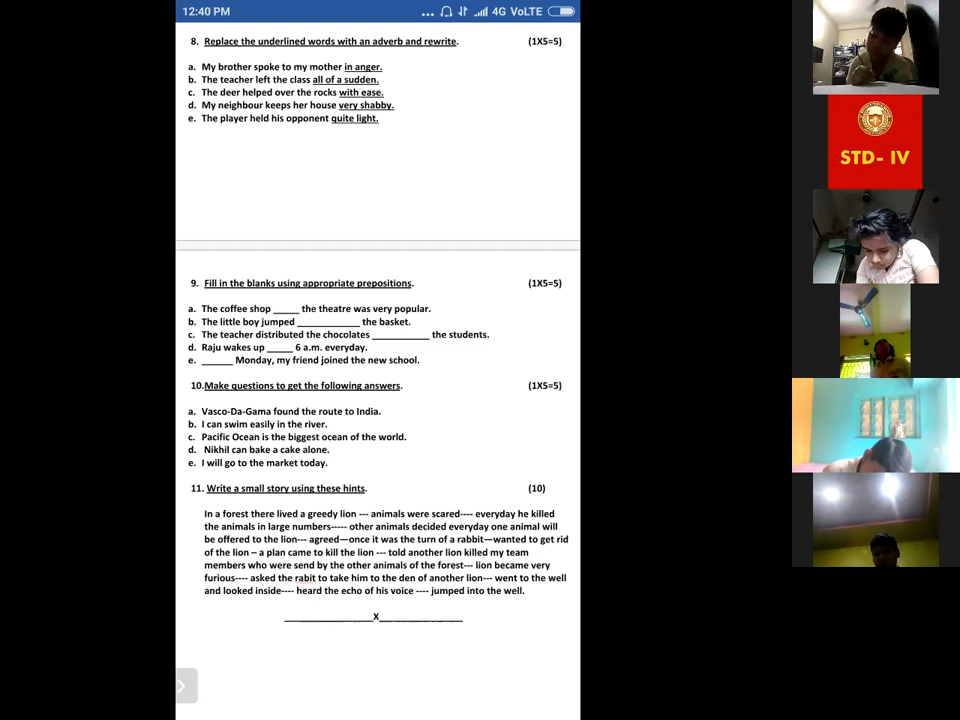 12:40 PM
... 4G VoLTE
8. Replace the underlined words with an adverb and rewrite. (1X5=5)
a. My brother spoke to my mother in anger.
b. The teacher left the class all of a sudden.
c. The deer helped over the rocks with ease.
d. My neighbour keeps her house very shabby.
e. The player held his opponent quite light.
9. Fill in the blanks using appropriate prepositions. (1X5=5)
a. The coffee shop _____ the theatre was very popular.
b. The little boy jumped ____________ the basket.
c. The teacher distributed the chocolates ___________ the students.
d. Raju wakes up _____ 6 a.m. everyday.
e. ______ Monday, my friend joined the new school.
10.Make questions to get the following answers. (1X5=5)
a. Vasco-Da-Gama found the route to India.
b. I can swim easily in the river.
c. Pacific Ocean is the biggest ocean of the world.
d. Nikhil can bake a cake alone.
e. I will go to the market today.
11. Write a small story using these hints. (10)
In a forest there lived a greedy lion --- animals were scared---- everyday he killed
the animals in large numbers----- other animals decided everyday one animal will
be offered to the lion--- agreed—once it was the turn of a rabbit—wanted to get rid
of the lion – a plan came to kill the lion --- told another lion killed my team
members who were send by the other animals of the forest--- lion became very
furious---- asked the rabit to take him to the den of another lion--- went to the well
and looked inside---- heard the echo of his voice ---- jumped into the well.
_________________X________________
STD- IV